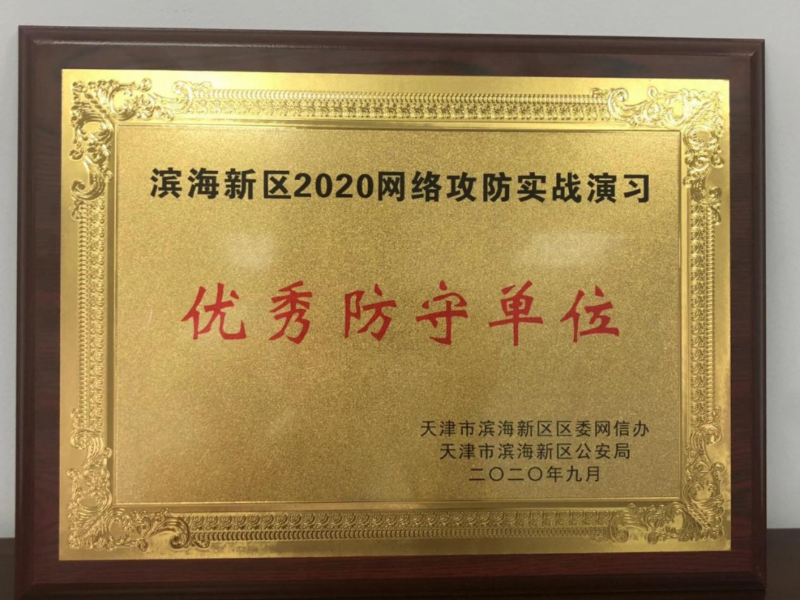 滨海新区2020网络攻防实战演习
优秀防守单位
天津市滨海新区区委网信办
天津市滨海新区公安局
二〇二〇年九月